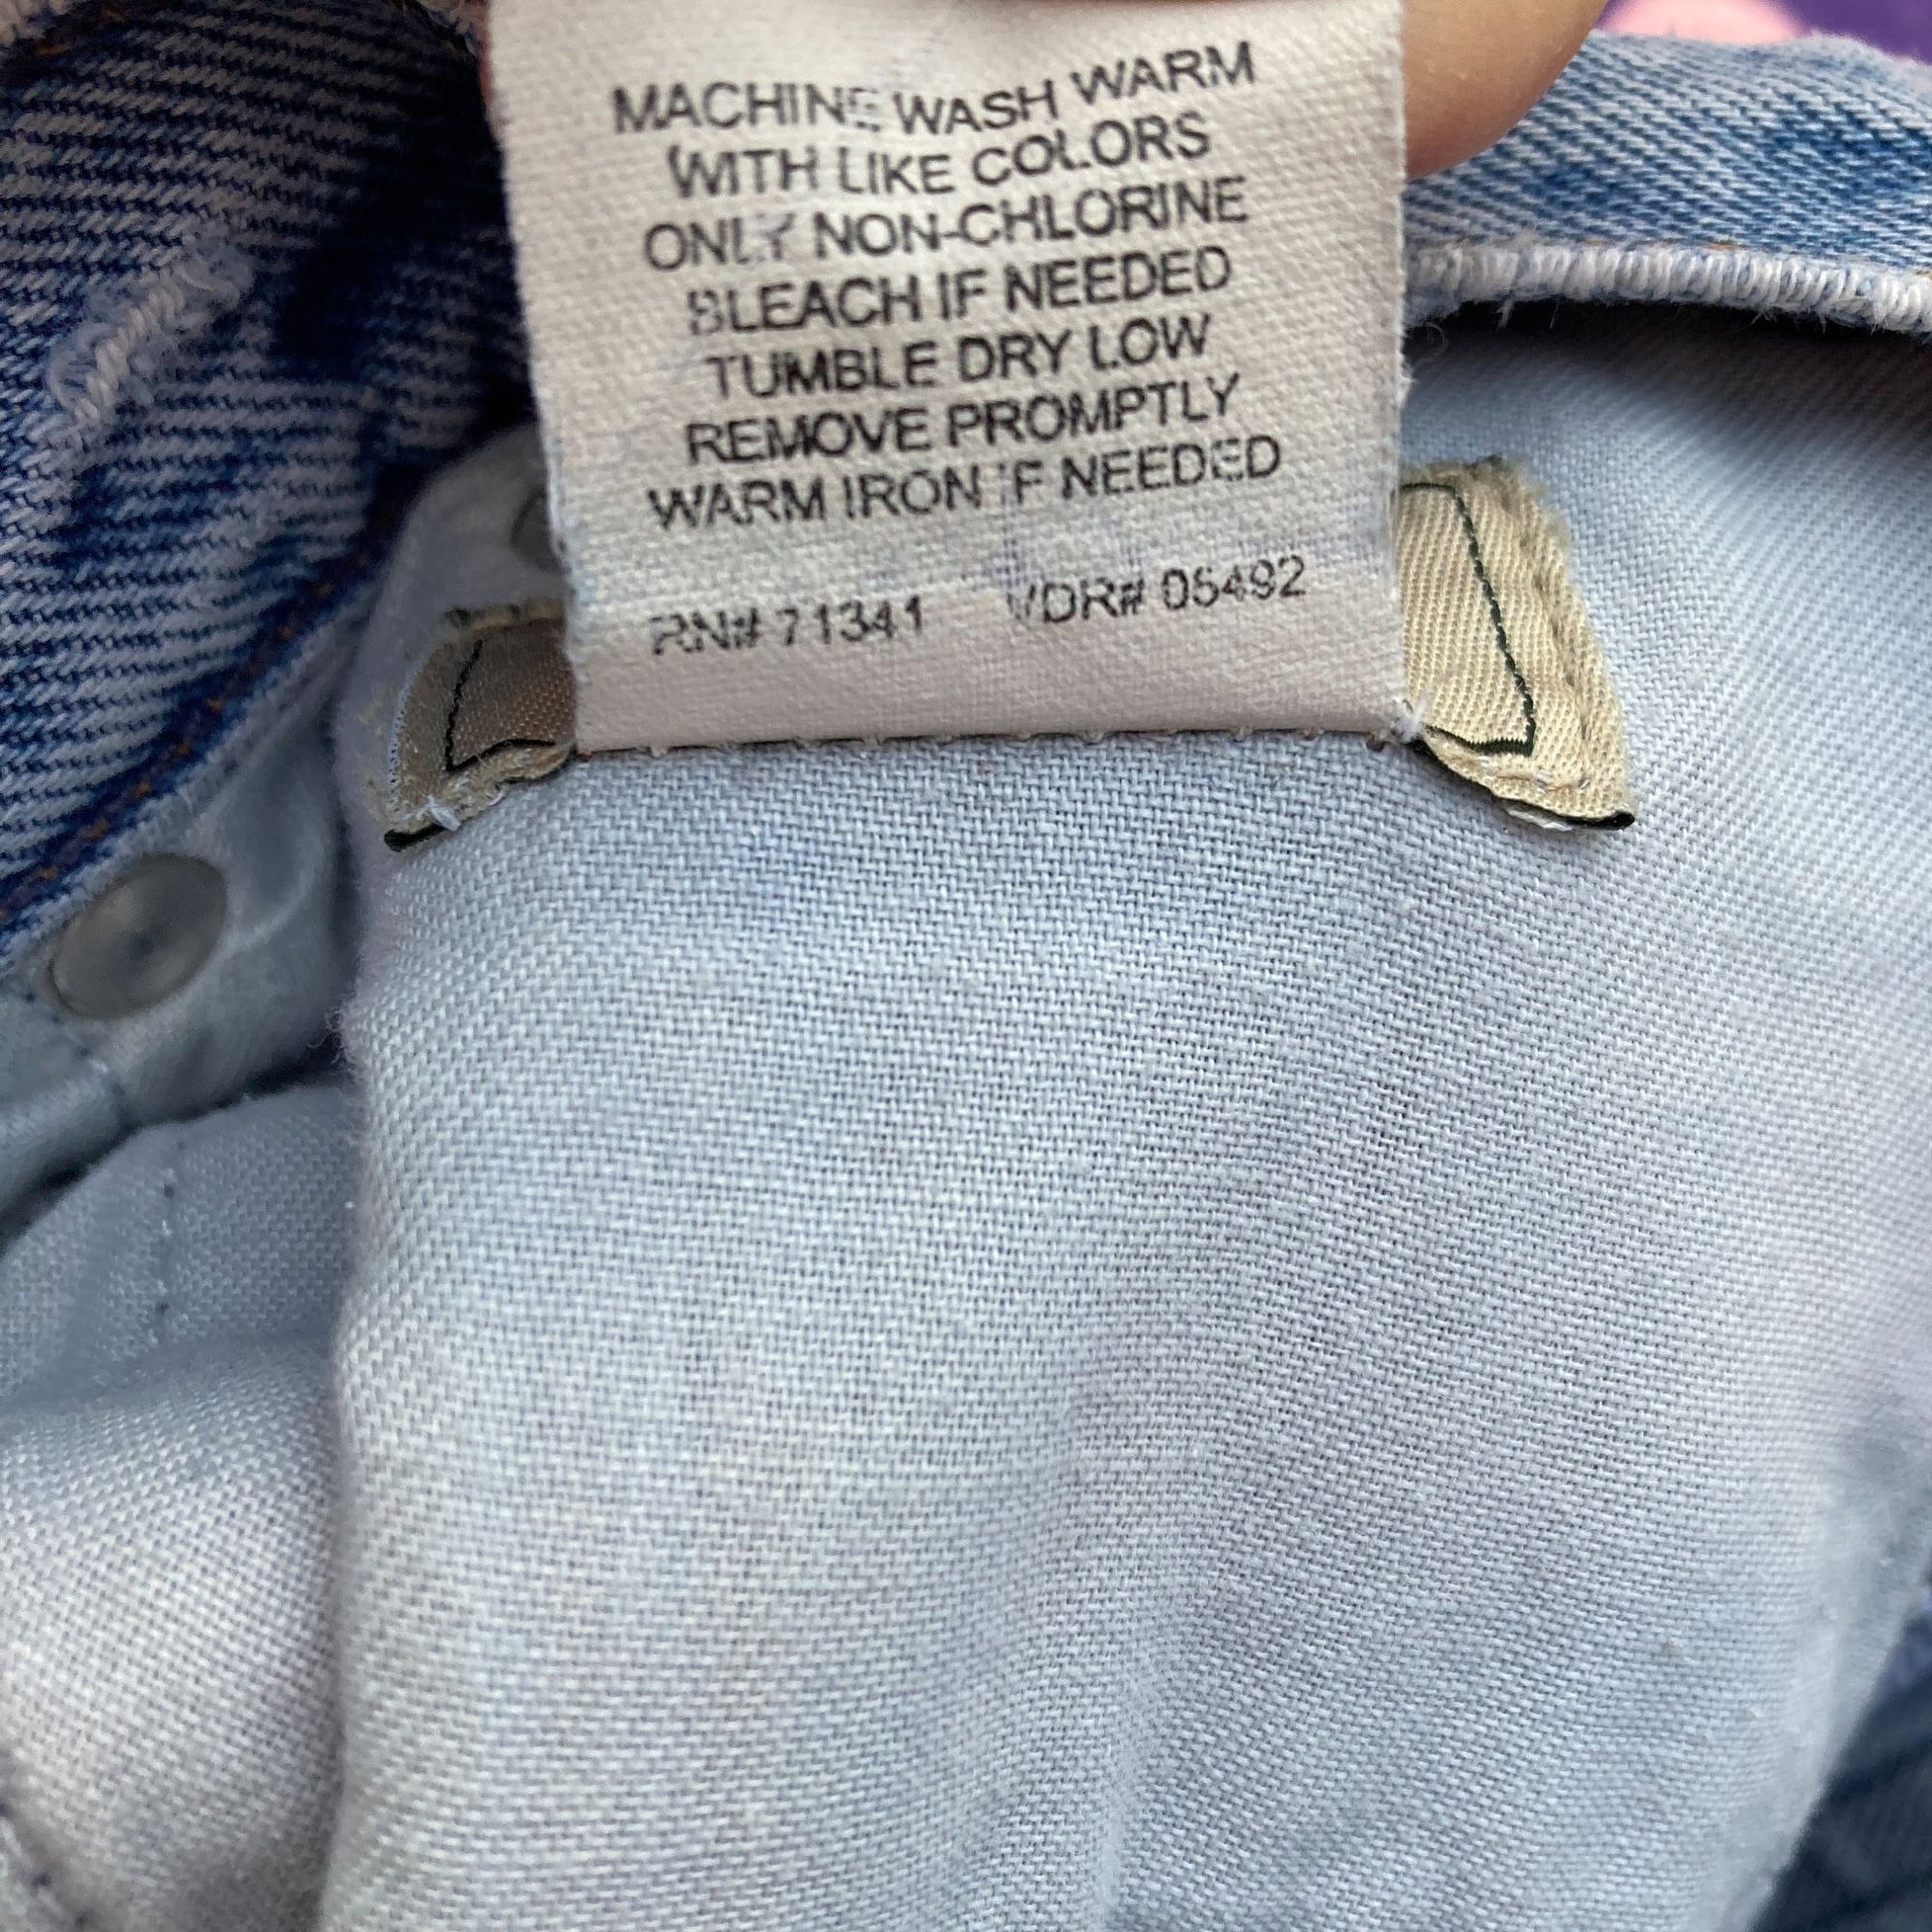 MACHINE WASH WARM
WITH LIKE COLORS
ONLY NON-CHLORINE
BLEACH IF NEEDED
TUMBLE DRY LOW
REMOVE PROMPTLY
WARM IRON IF NEEDED
RN# 71341 VDR# 05492